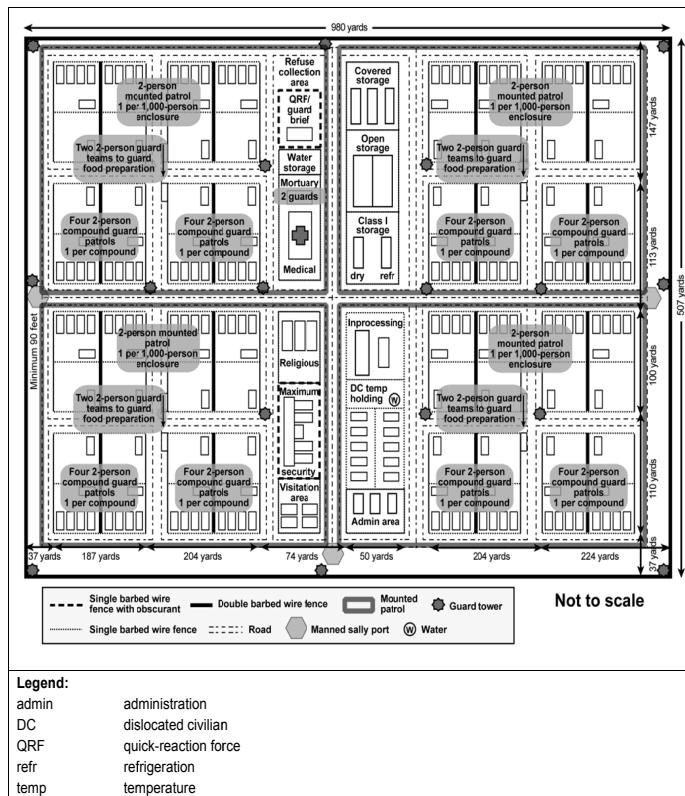 980 yards
2-person
mounted patrol
1 per 1,000-person
enclosure
Two 2-person guard
teams to guard
food preparation
Four 2-person
compound guard
patrols
1 per compound
Four 2-person
compound guard
patrols
1 per compound
Refuse
collection
area
QRF/
guard
brief
Water
storage
Mortuary
2 guards
Medical
Covered
storage
Open
storage
Class I
storage
dry refr
2-person
mounted patrol
1 per 1,000-person
enclosure
Two 2-person guard
teams to guard
food preparation
Four 2-person
compound guard
patrols
1 per compound
Four 2-person
compound guard
patrols
1 per compound
147 yards
113 yards
507 yards
100 yards
110 yards
37 yards
Minimum 90 feet
2-person mounted
patrol
1 per 1,000-person
enclosure
Two 2-person guard
teams to guard
food preparation
Four 2-person
compound guard
patrols
1 per compound
Four 2-person
compound guard
patrols
1 per compound
Religious
Maximum
security
Visitation
area
Inprocessing
DC temp
holding W
Admin area
2-person
mounted patrol
1 per 1,000-person
enclosure
Two 2-person guard
teams to guard
food preparation
Four 2-person
compound guard
patrols
1 per compound
Four 2-person
compound guard
patrols
1 per compound
37 yards 187 yards 204 yards 74 yards 50 yards 204 yards 224 yards
Single barbed wire
fence with obscurant
Double barbed wire fence
Mounted
patrol
Guard tower
Single barbed wire fence
Road
Manned sally port
W Water
Not to scale
Legend:
admin administration
DC dislocated civilian
QRF quick-reaction force
refr refrigeration
temp temperature